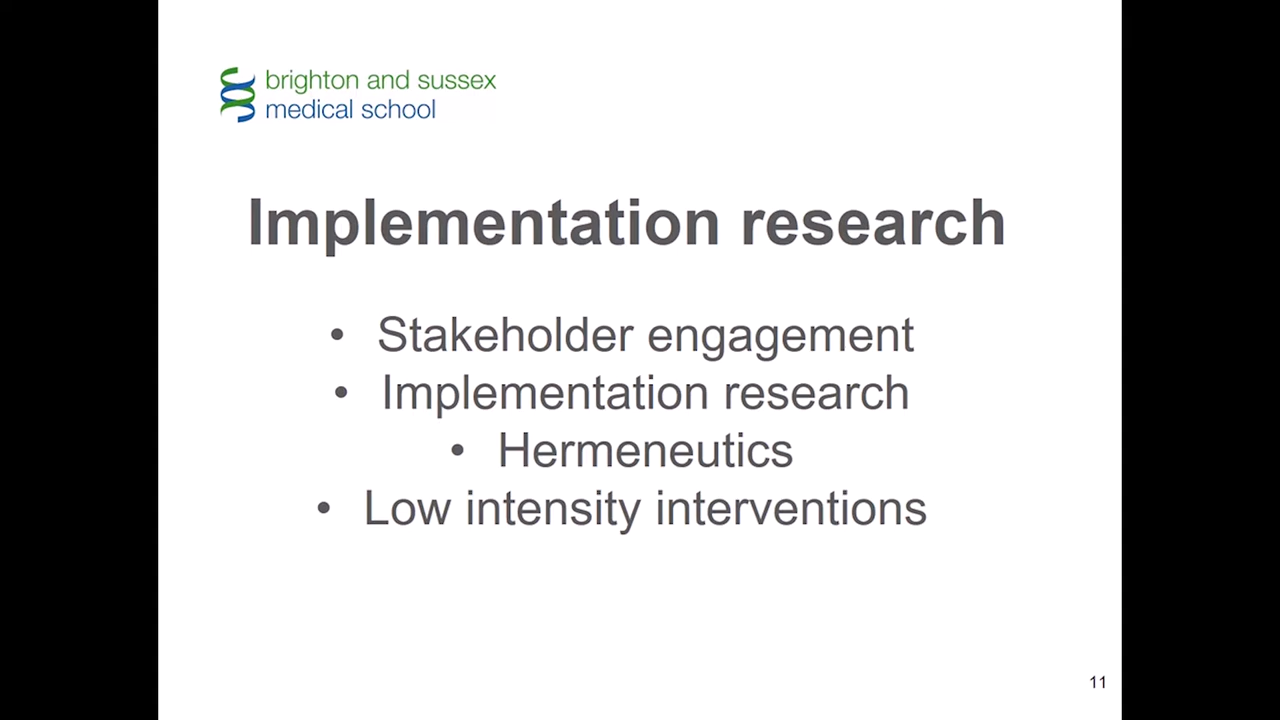 brighton and sussex
medical school
Implementation research
• Stakeholder engagement
• Implementation research
• Hermeneutics
• Low intensity interventions
11